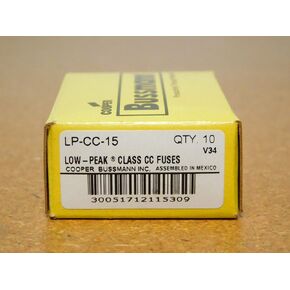 COOPER
BUSSMANN
LP-CC-15 QTY. 10
V34
LOW-PEAK ® CLASS CC FUSES
COOPER BUSSMANN INC. ASSEMBLED IN MEXICO
30051712115309